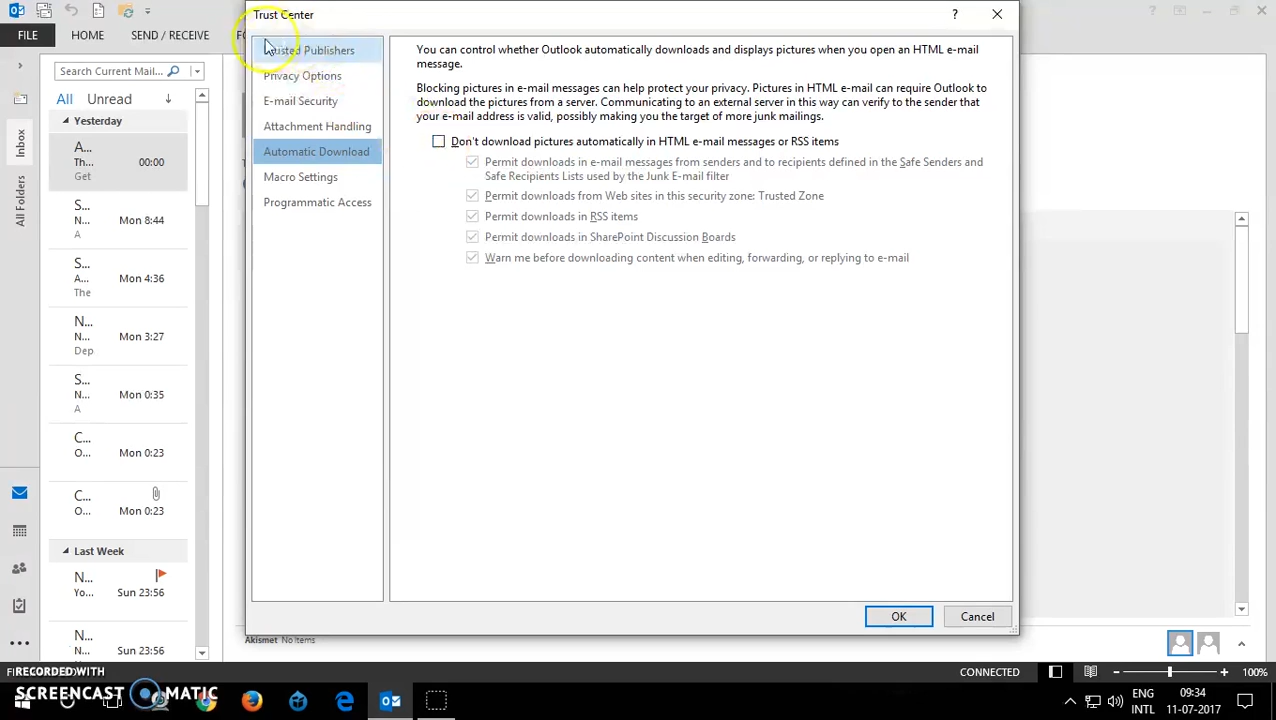 Trust Center
?
FILE
HOME
SEND / RECEIVE
Search Current Mail...
All
Unread
Yesterday
A...
Th...
00:00
Get
S...
N...
Mon 8:44
A
S...
N...
Mon 4:36
The
N...
N...
Mon 3:27
Dep
S...
N...
Mon 0:35
A
C...
O...
Mon 0:23
C...
O...
Mon 0:23
Last Week
N...
Yo...
Sun 23:56
N...
N...
Sun 23:56
Inbox
All Folders
Trusted Publishers
Privacy Options
E-mail Security
Attachment Handling
Automatic Download
Macro Settings
Programmatic Access
You can control whether Outlook automatically downloads and displays pictures when you open an HTML e-mail
message.
Blocking pictures in e-mail messages can help protect your privacy. Pictures in HTML e-mail can require Outlook to
download the pictures from a server. Communicating to an external server in this way can verify to the sender that
your e-mail address is valid, possibly making you the target of more junk mailings.
Don't download pictures automatically in HTML e-mail messages or RSS items
Permit downloads in e-mail messages from senders and to recipients defined in the Safe Senders and
Safe Recipients Lists used by the Junk E-mail filter
Permit downloads from Web sites in this security zone: Trusted Zone
Permit downloads in RSS items
Permit downloads in SharePoint Discussion Boards
Warn me before downloading content when editing, forwarding, or replying to e-mail
OK
Cancel
Akismet No Items
CONNECTED
100%
RECORDED WITH
SCREENCAST MATIC
ENG
INTL
09:34
11-07-2017